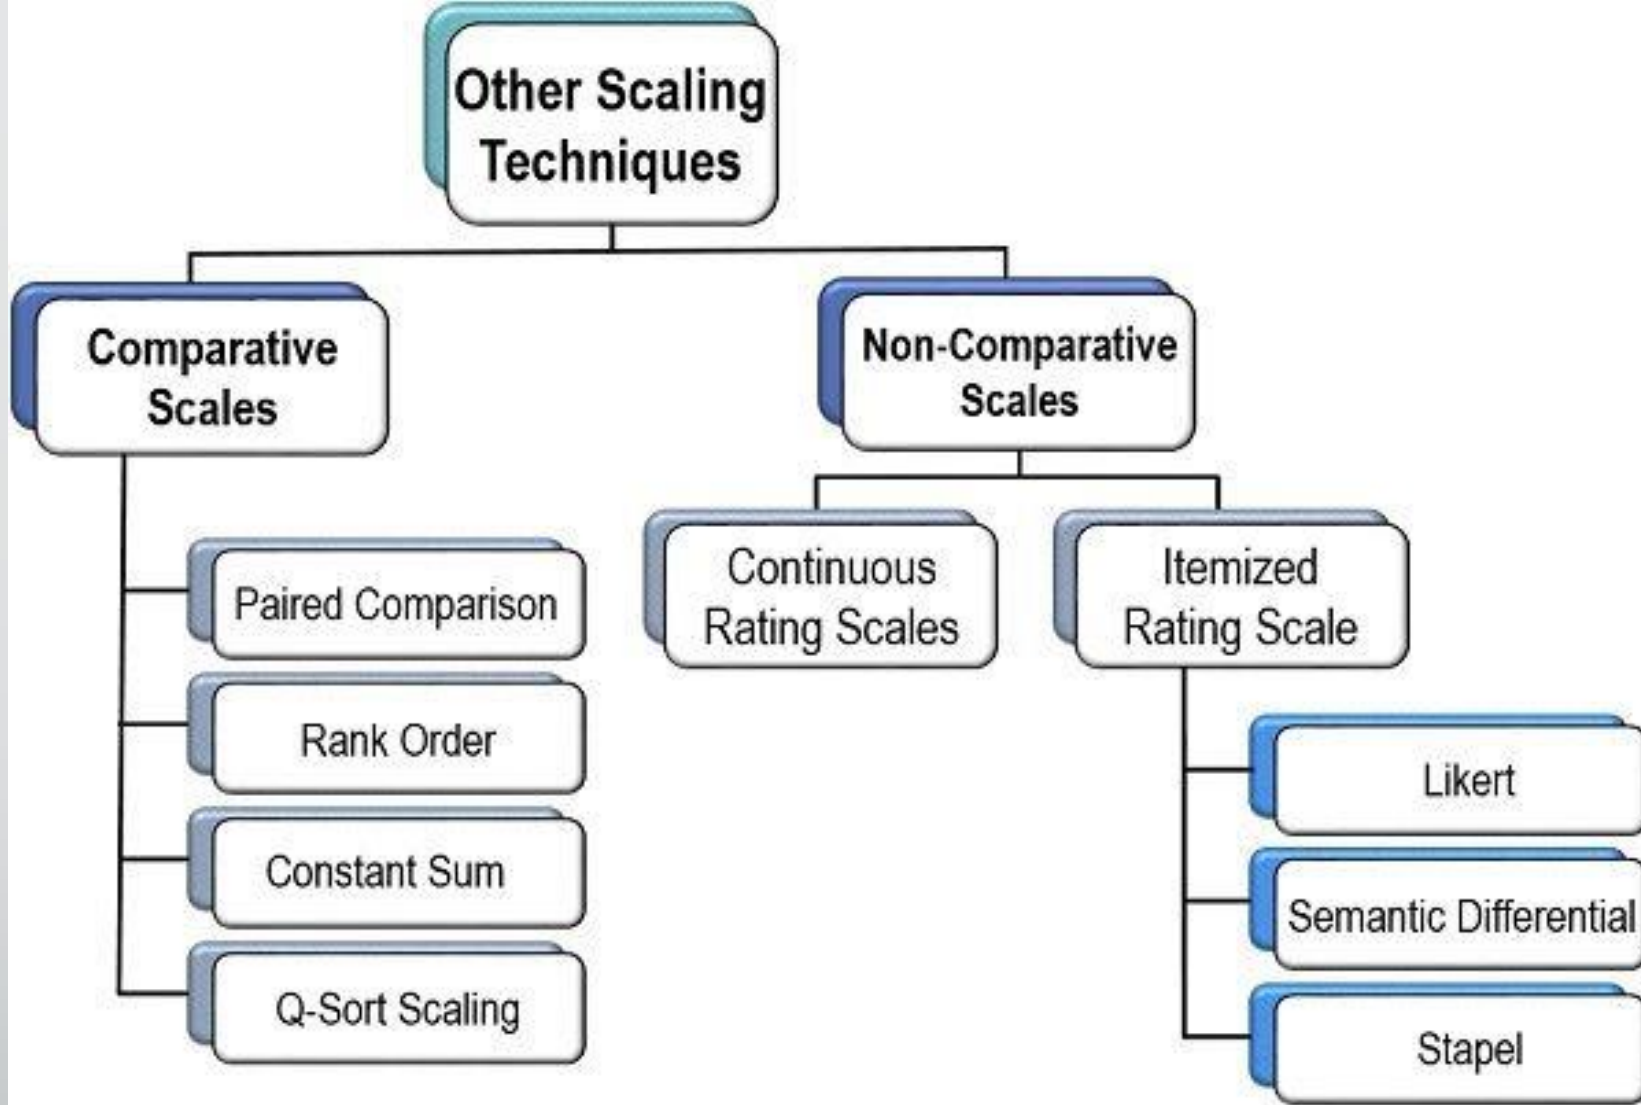 Other Scaling
Techniques
Comparative
Scales
Non-Comparative
Scales
Paired Comparison
Rank Order
Constant Sum
Q-Sort Scaling
Continuous
Rating Scales
Itemized
Rating Scale
Likert
Semantic Differential
Stapel